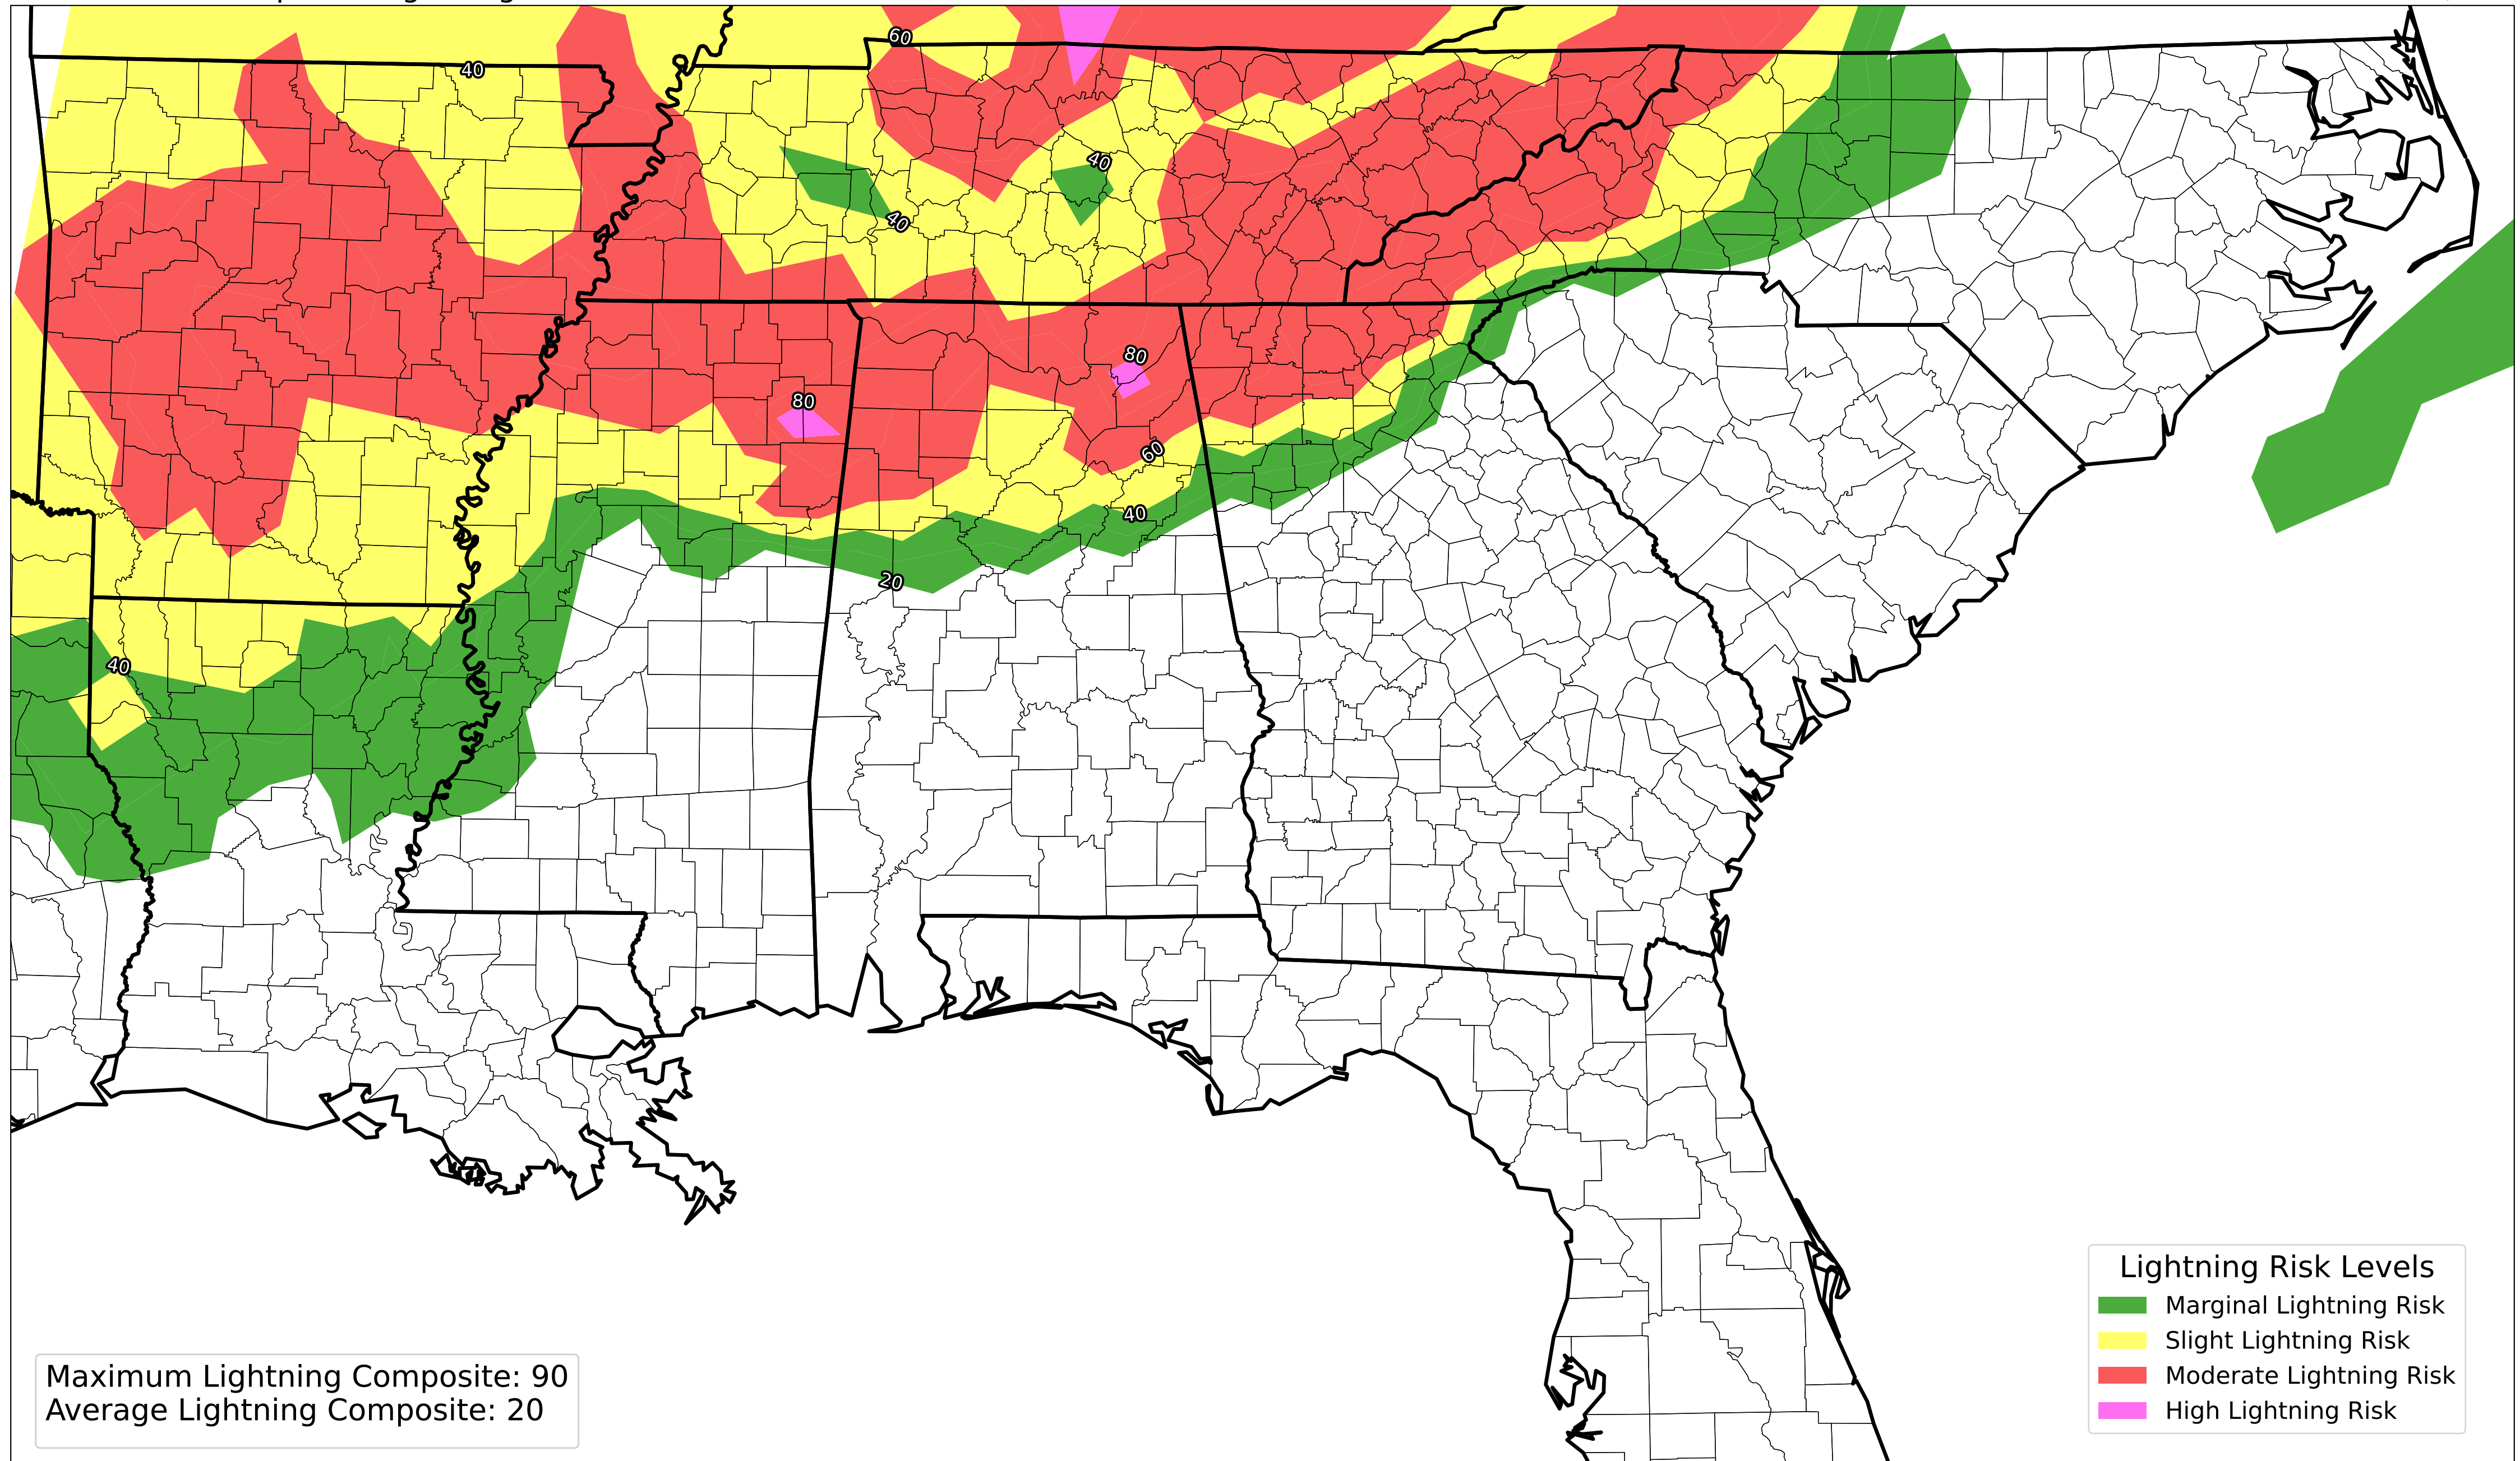 60
40
40
40
80
80
60
40
20
40
Lightning Risk Levels
Marginal Lightning Risk
Slight Lightning Risk
Moderate Lightning Risk
High Lightning Risk
Maximum Lightning Composite: 90
Average Lightning Composite: 20